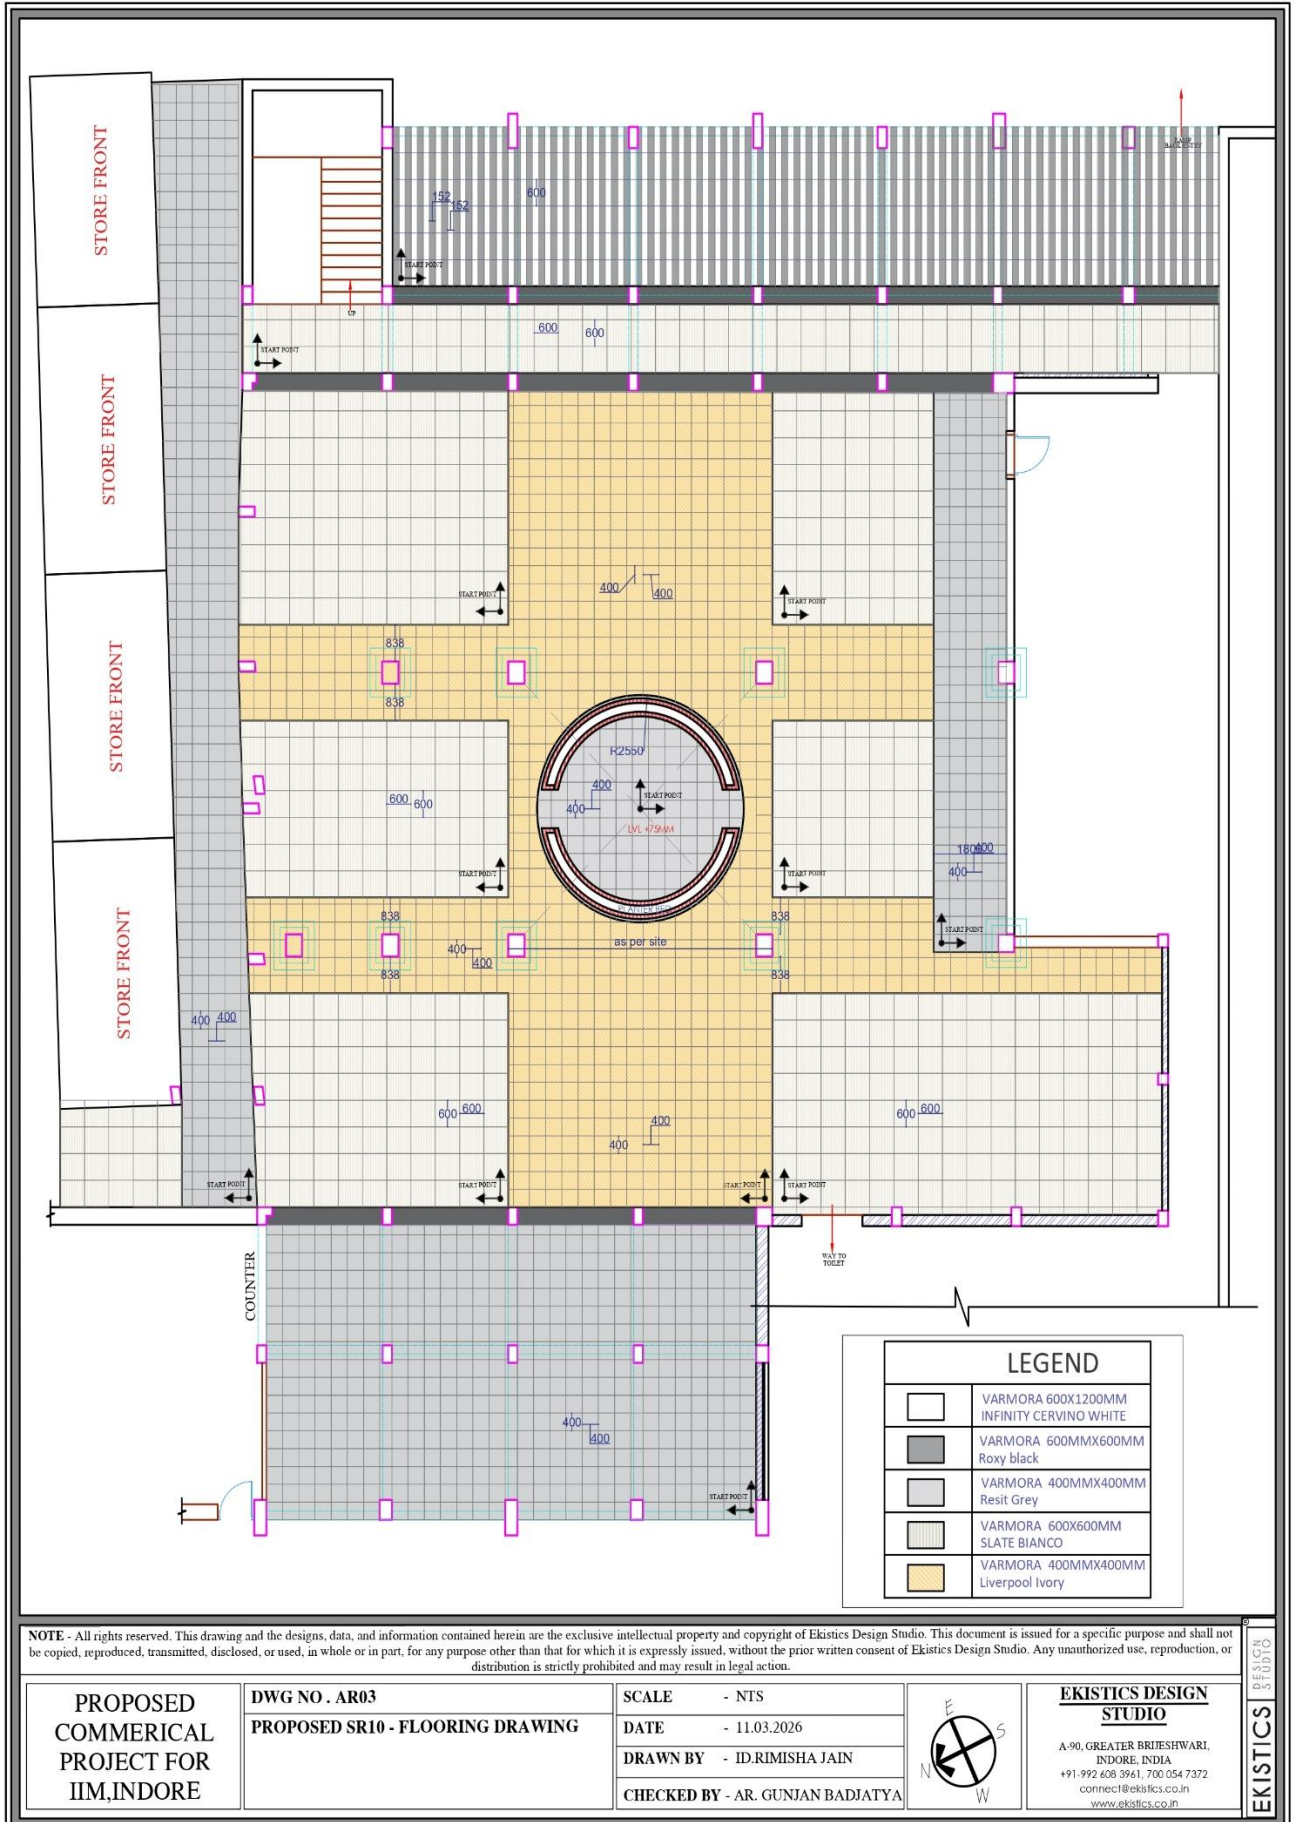 RAMP
BACK ENTRY
STORE FRONT
152
152
600
START POINT
UP
600
600
START POINT
STORE FRONT
400
400
START POINT
START POINT
838
838
STORE FRONT
R2550
400
400
START POINT
LVL +75MM
600
600
1800
400
400
START POINT
START POINT
PLANTER BED
838
838
838
838
as per site
400
400
START POINT
STORE FRONT
400
400
600
600
400
400
600
600
START POINT
START POINT
START POINT
START POINT
WAY TO
TOILET
COUNTER
400
400
START POINT
LEGEND
VARMORA 600X1200MM
INFINITY CERVINO WHITE
VARMORA 600MMX600MM
Roxy black
VARMORA 400MMX400MM
Resit Grey
VARMORA 600X600MM
SLATE BIANCO
VARMORA 400MMX400MM
Liverpool Ivory
NOTE - All rights reserved. This drawing and the designs, data, and information contained herein are the exclusive intellectual property and copyright of Ekistics Design Studio. This document is issued for a specific purpose and shall not
be copied, reproduced, transmitted, disclosed, or used, in whole or in part, for any purpose other than that for which it is expressly issued, without the prior written consent of Ekistics Design Studio. Any unauthorized use, reproduction, or
distribution is strictly prohibited and may result in legal action.
PROPOSED
COMMERICAL
PROJECT FOR
IIM,INDORE
DWG NO . AR03
PROPOSED SR10 - FLOORING DRAWING
SCALE - NTS
DATE - 11.03.2026
DRAWN BY - ID.RIMISHA JAIN
CHECKED BY - AR. GUNJAN BADJATYA
E
S
N
W
EKISTICS DESIGN
STUDIO
A-90, GREATER BRIJESHWARI,
INDORE, INDIA
+91-992 608 3961, 700 054 7372
connect@ekistics.co.in
www.ekistics.co.in
EKISTICS
DESIGN
STUDIO
®